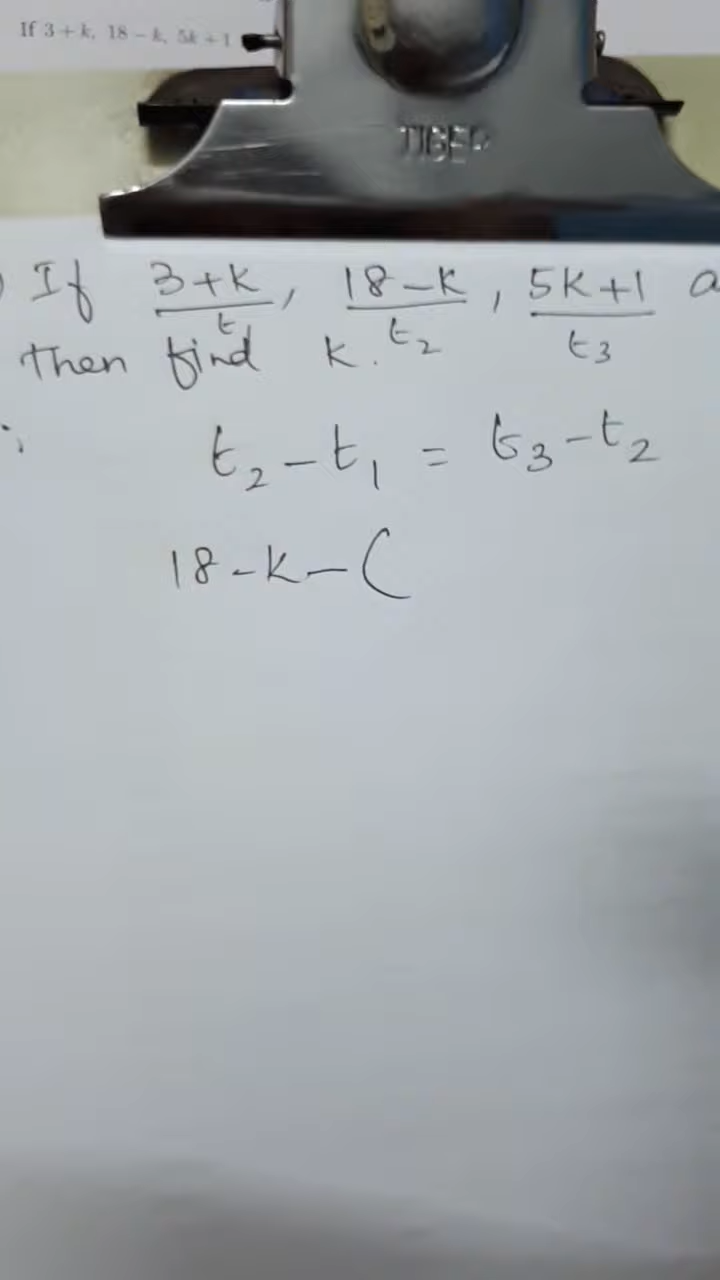 If 3 + k, 18 − k, 5k + 1
TIGER
) If 3+k/t₁, 18−k/t₂, 5k+1/t₃ a
then find k.
: t₂−t₁ = t₃−t₂
18−k−(